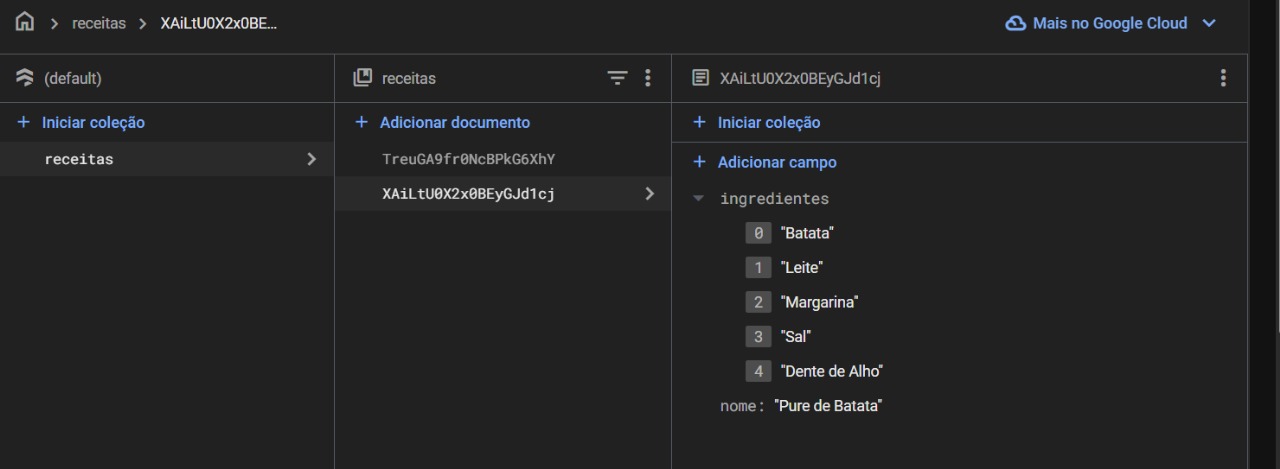 receitas > XAiLtU0X2x0BE… Mais no Google Cloud
(default)
+ Iniciar coleção
receitas
receitas
+ Adicionar documento
TreuGA9fr0NcBPkG6XhY
XAiLtU0X2x0BEyGJd1cj
XAiLtU0X2x0BEyGJd1cj
+ Iniciar coleção
+ Adicionar campo
ingredientes
0 "Batata"
1 "Leite"
2 "Margarina"
3 "Sal"
4 "Dente de Alho"
nome: "Pure de Batata"